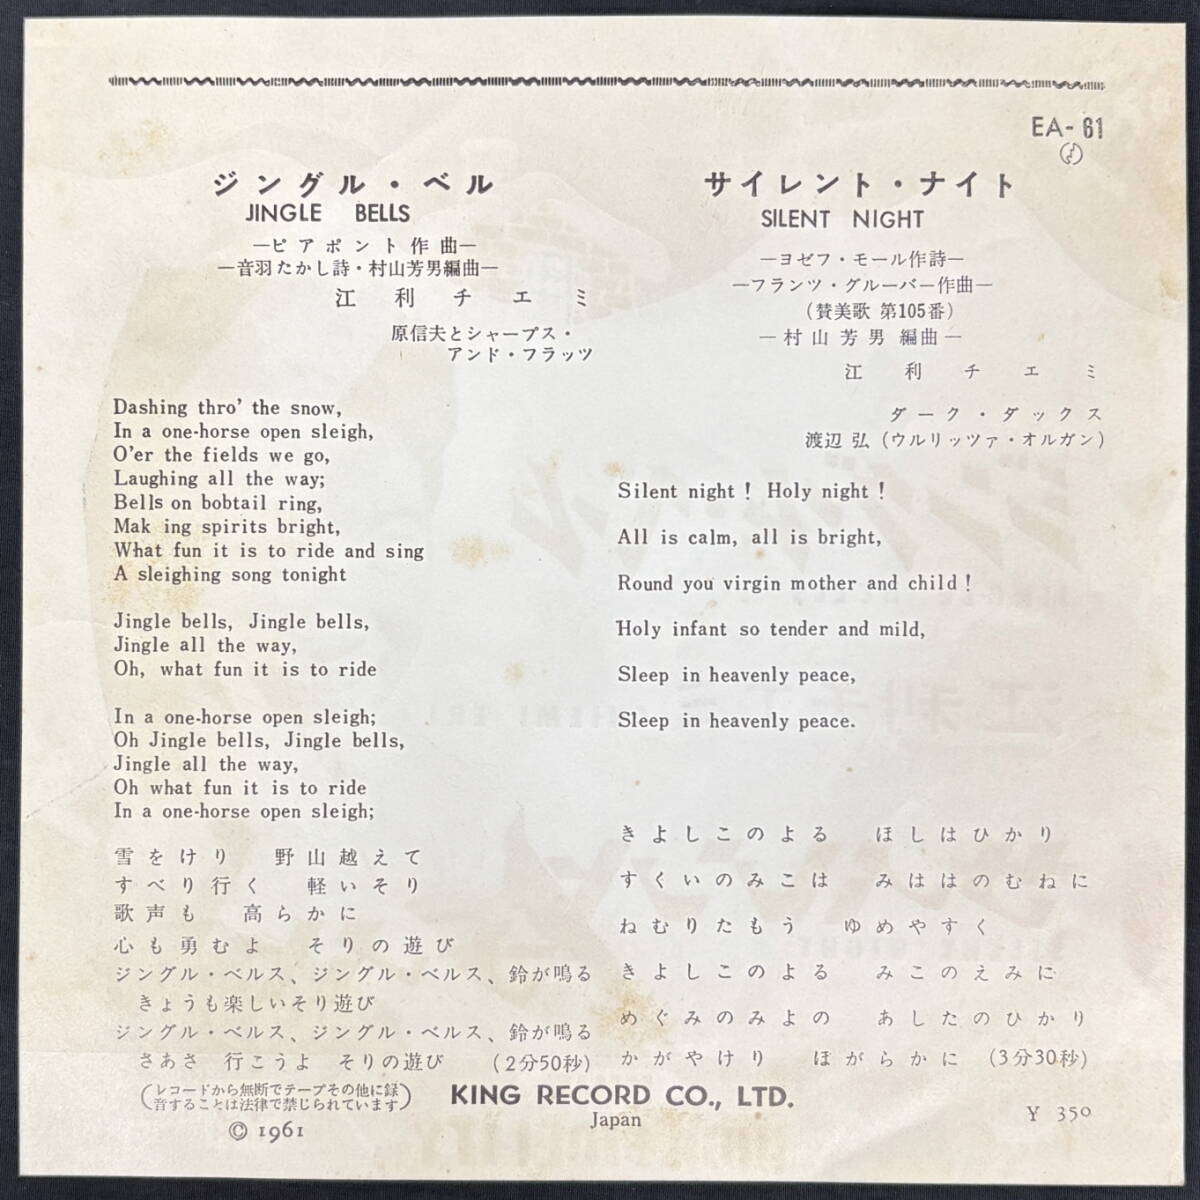 EA-61
ジングル・ベル
JINGLE BELLS
―ピアポント作曲―
―音羽たかし詩・村山芳男編曲―
江利チエミ
原信夫とシャープス・
アンド・フラッツ
Dashing thro' the snow,
In a one-horse open sleigh,
O'er the fields we go,
Laughing all the way;
Bells on bobtail ring,
Mak ing spirits bright,
What fun it is to ride and sing
A sleighing song tonight
Jingle bells, Jingle bells,
Jingle all the way,
Oh, what fun it is to ride
In a one-horse open sleigh;
Oh Jingle bells, Jingle bells,
Jingle all the way,
Oh what fun it is to ride
In a one-horse open sleigh;
雪をけり 野山越えて
すべり行く 軽いそり
歌声も 高らかに
心も勇むよ そりの遊び
ジングル・ベルス、ジングル・ベルス、鈴が鳴る
きょうも楽しいそり遊び
ジングル・ベルス、ジングル・ベルス、鈴が鳴る
さあさ 行こうよ そりの遊び (2分50秒)
サイレント・ナイト
SILENT NIGHT
―ヨゼフ・モール作詩―
―フランツ・グルーバー作曲―
(賛美歌 第105番)
―村山芳男編曲―
江利チエミ
ダーク・ダックス
渡辺 弘 (ウルリッツァ・オルガン)
Silent night! Holy night!
All is calm, all is bright,
Round you virgin mother and child!
Holy infant so tender and mild,
Sleep in heavenly peace,
Sleep in heavenly peace.
きよしこのよる ほしはひかり
すくいのみこは みははのむねに
ねむりたもう ゆめやすく
きよしこのよる みこのえみに
めぐみのみよの あしたのひかり
かがやけり ほがらかに (3分30秒)
(レコードから無断でテープその他に録
音することは法律で禁じられています)
© 1961
KING RECORD CO., LTD.
Japan
¥ 350